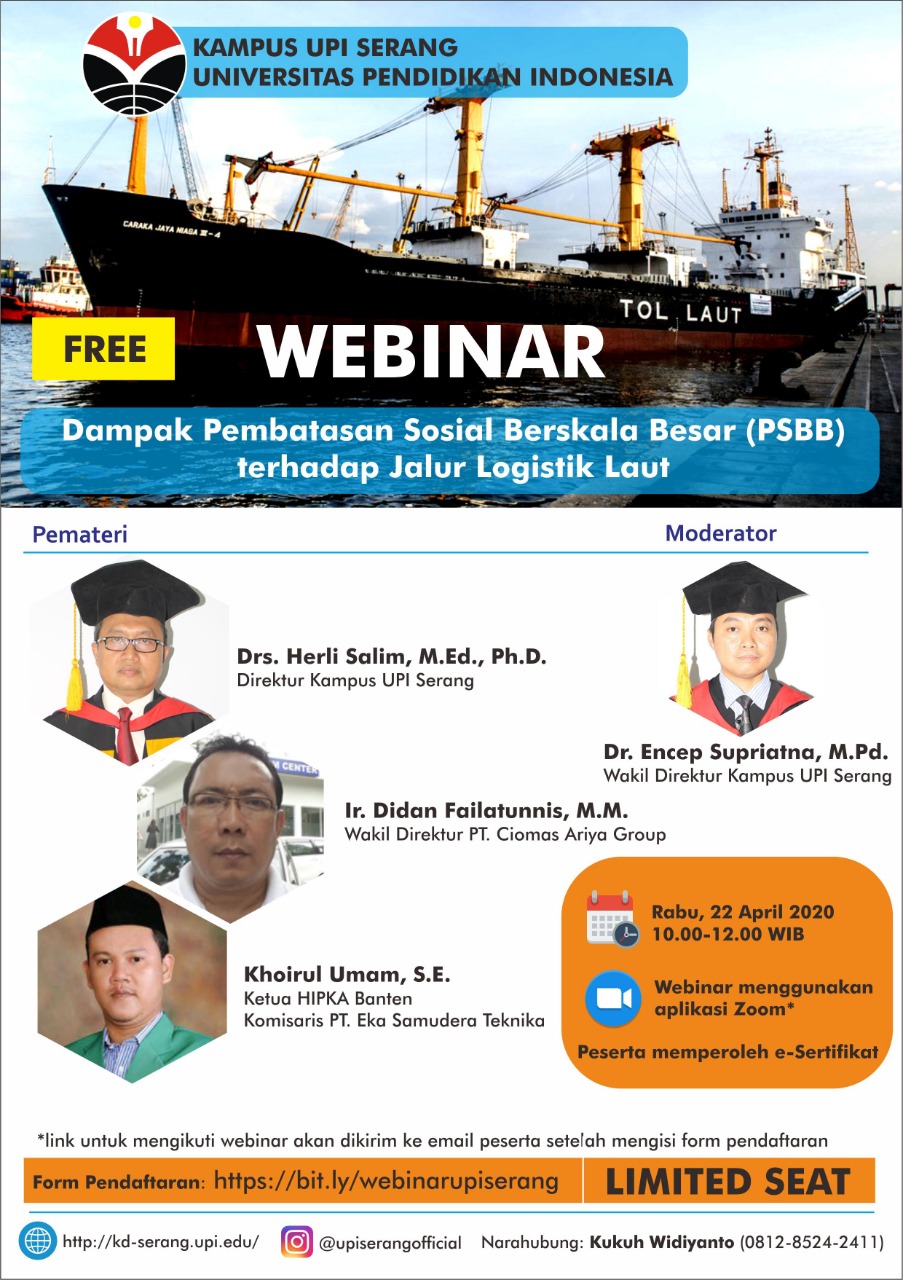 KAMPUS UPI SERANG
UNIVERSITAS PENDIDIKAN INDONESIA
CARAKA JAYA NIAGA III-4
TOL LAUT
FREE
WEBINAR
Dampak Pembatasan Sosial Berskala Besar (PSBB)
terhadap Jalur Logistik Laut
Pemateri
Moderator
Drs. Herli Salim, M.Ed., Ph.D.
Direktur Kampus UPI Serang
Dr. Encep Supriatna, M.Pd.
Wakil Direktur Kampus UPI Serang
CENTER
Ir. Didan Failatunnis, M.M.
Wakil Direktur PT. Ciomas Ariya Group
Khoirul Umam, S.E.
Ketua HIPKA Banten
Komisaris PT. Eka Samudera Teknika
Rabu, 22 April 2020
10.00-12.00 WIB
Webinar menggunakan
aplikasi Zoom*
Peserta memperoleh e-Sertifikat
*link untuk mengikuti webinar akan dikirim ke email peserta setelah mengisi form pendaftaran
Form Pendaftaran: https://bit.ly/webinarupiserang
LIMITED SEAT
http://kd-serang.upi.edu/ @upiserangofficial Narahubung: Kukuh Widiyanto (0812-8524-2411)